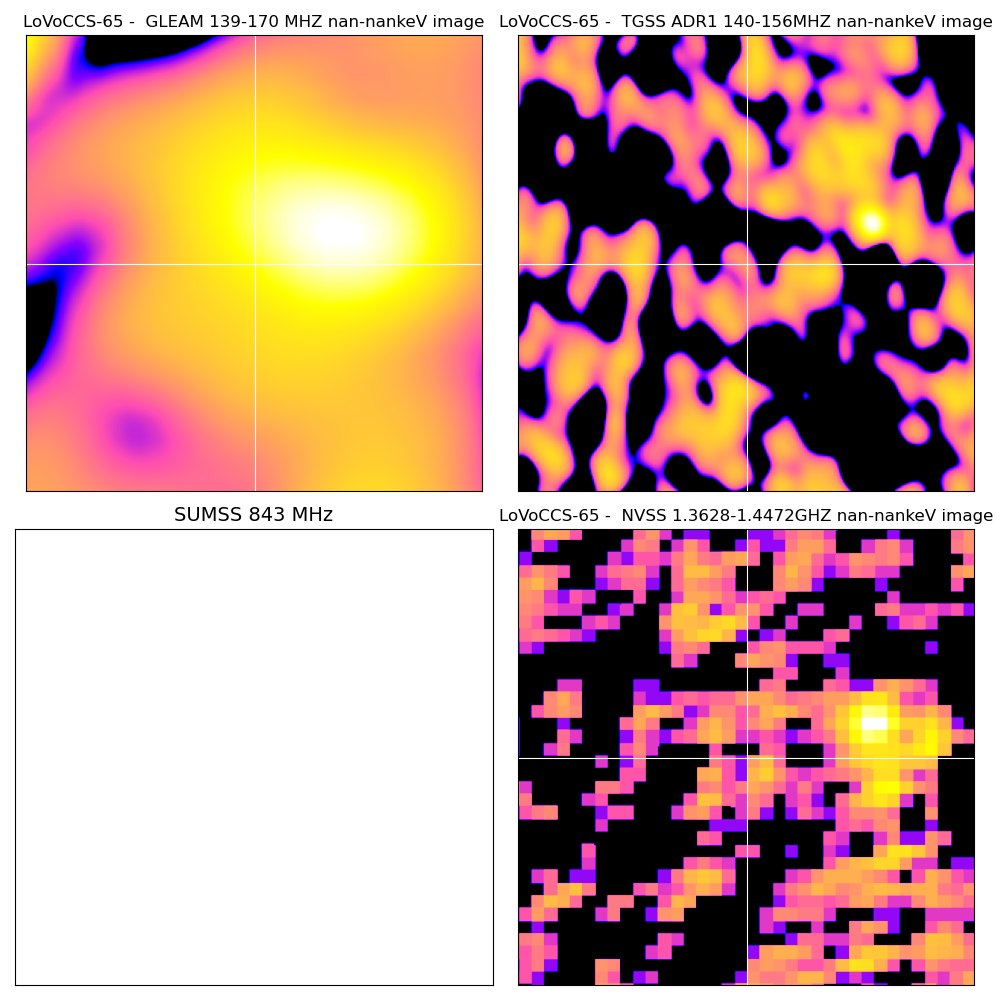 LoVoCCS-65 - GLEAM 139-170 MHZ nan-nankeV image
LoVoCCS-65 - TGSS ADR1 140-156MHZ nan-nankeV image
SUMSS 843 MHz
LoVoCCS-65 - NVSS 1.3628-1.4472GHZ nan-nankeV image